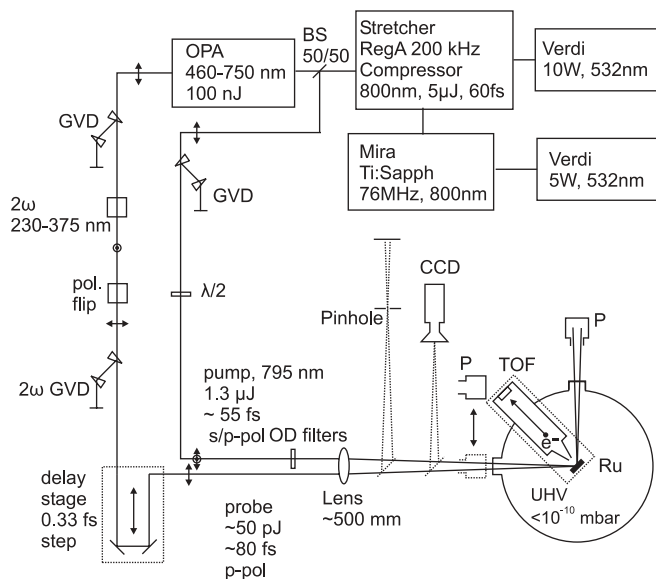 OPA
460-750 nm
100 nJ
BS
50/50
Stretcher
RegA 200 kHz
Compressor
800nm, 5µJ, 60fs
Verdi
10W, 532nm
Mira
Ti:Sapph
76MHz, 800nm
Verdi
5W, 532nm
GVD
GVD
2ω
230-375 nm
pol.
flip
λ/2
2ω GVD
Pinhole
CCD
P
TOF
P
pump, 795 nm
1.3 µJ
~ 55 fs
s/p-pol OD filters
e-
Ru
UHV
<10-10 mbar
delay
stage
0.33 fs
step
probe
~50 pJ
~80 fs
p-pol
Lens
~500 mm